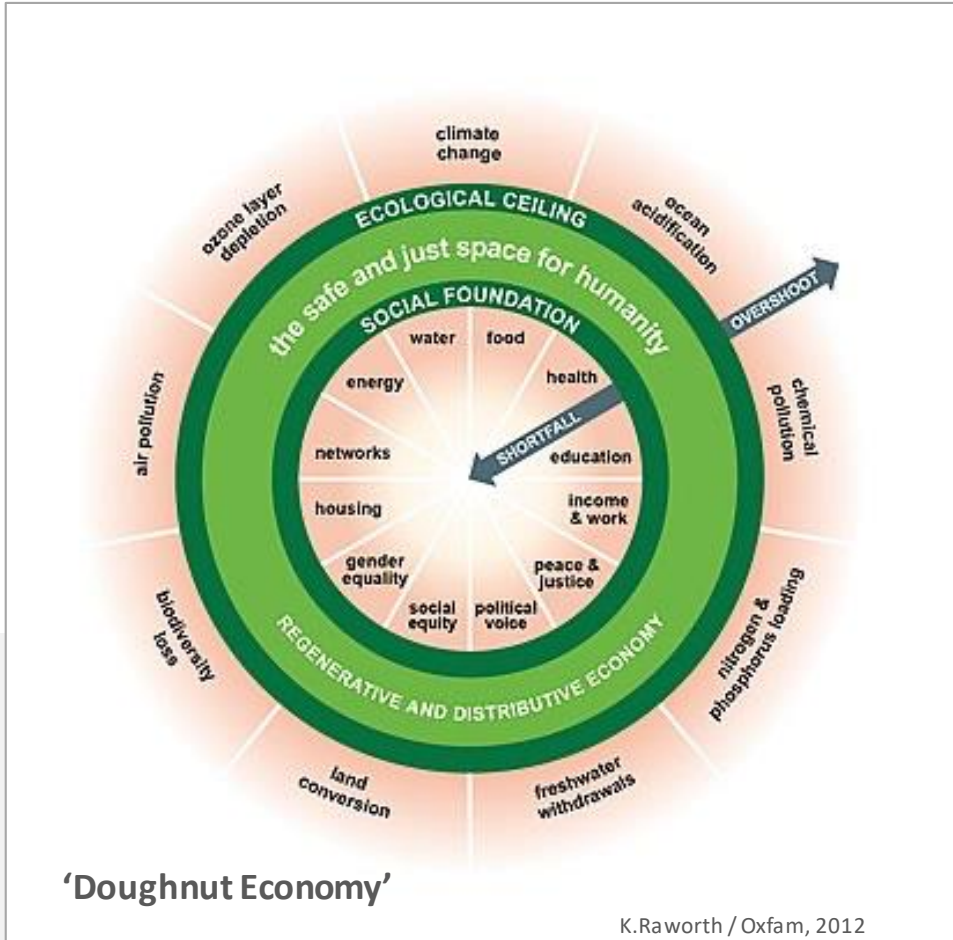 climate
change
ocean
acidification
OVERSHOOT
chemical
pollution
nitrogen &
phosphorus loading
freshwater
withdrawals
land
conversion
biodiversity
loss
air pollution
ozone layer
depletion
ECOLOGICAL CEILING
the safe and just space for humanity
SOCIAL FOUNDATION
water
food
health
SHORTFALL
education
income
& work
peace &
justice
political
voice
social
equity
gender
equality
housing
networks
energy
REGENERATIVE AND DISTRIBUTIVE ECONOMY
‘Doughnut Economy’
K.Raworth / Oxfam, 2012